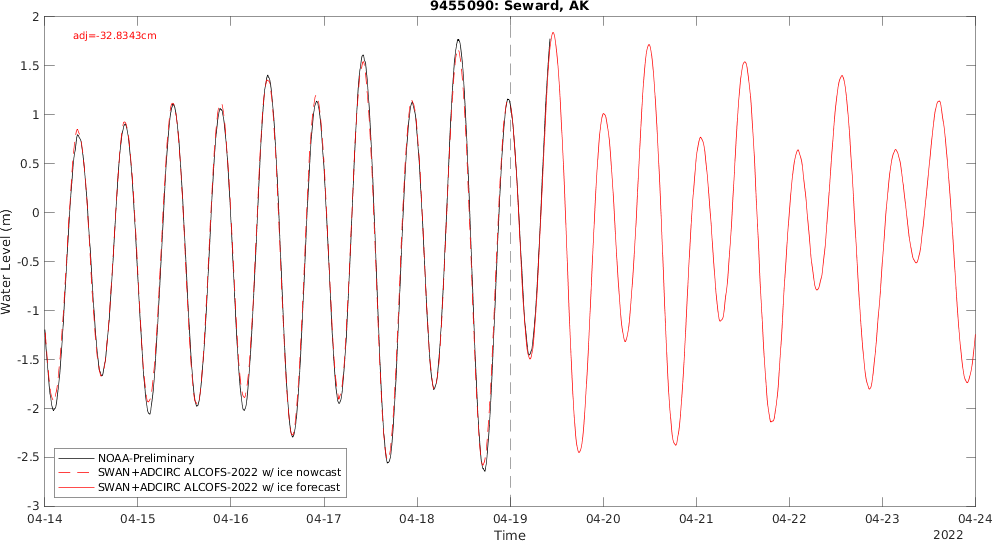 9455090: Seward, AK
adj=-32.8343cm
Water Level (m)
2
1.5
1
0.5
0
-0.5
-1
-1.5
-2
-2.5
-3
NOAA-Preliminary
SWAN+ADCIRC ALCOFS-2022 w/ ice nowcast
SWAN+ADCIRC ALCOFS-2022 w/ ice forecast
04-14 04-15 04-16 04-17 04-18 04-19 04-20 04-21 04-22 04-23 04-24
Time
2022